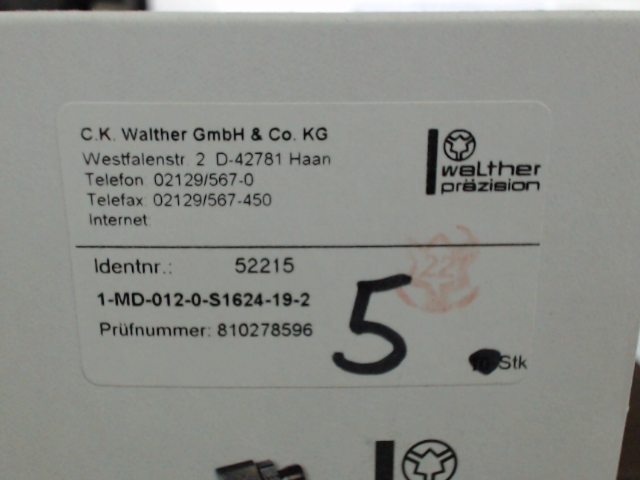 C.K. Walther GmbH & Co. KG
Westfalenstr. 2 D-42781 Haan
Telefon 02129/567-0
Telefax 02129/567-450
Internet
walther
präzision
Identnr.: 52215
1-MD-012-0-S1624-19-2
Prüfnummer: 810278596
22
5
Stk